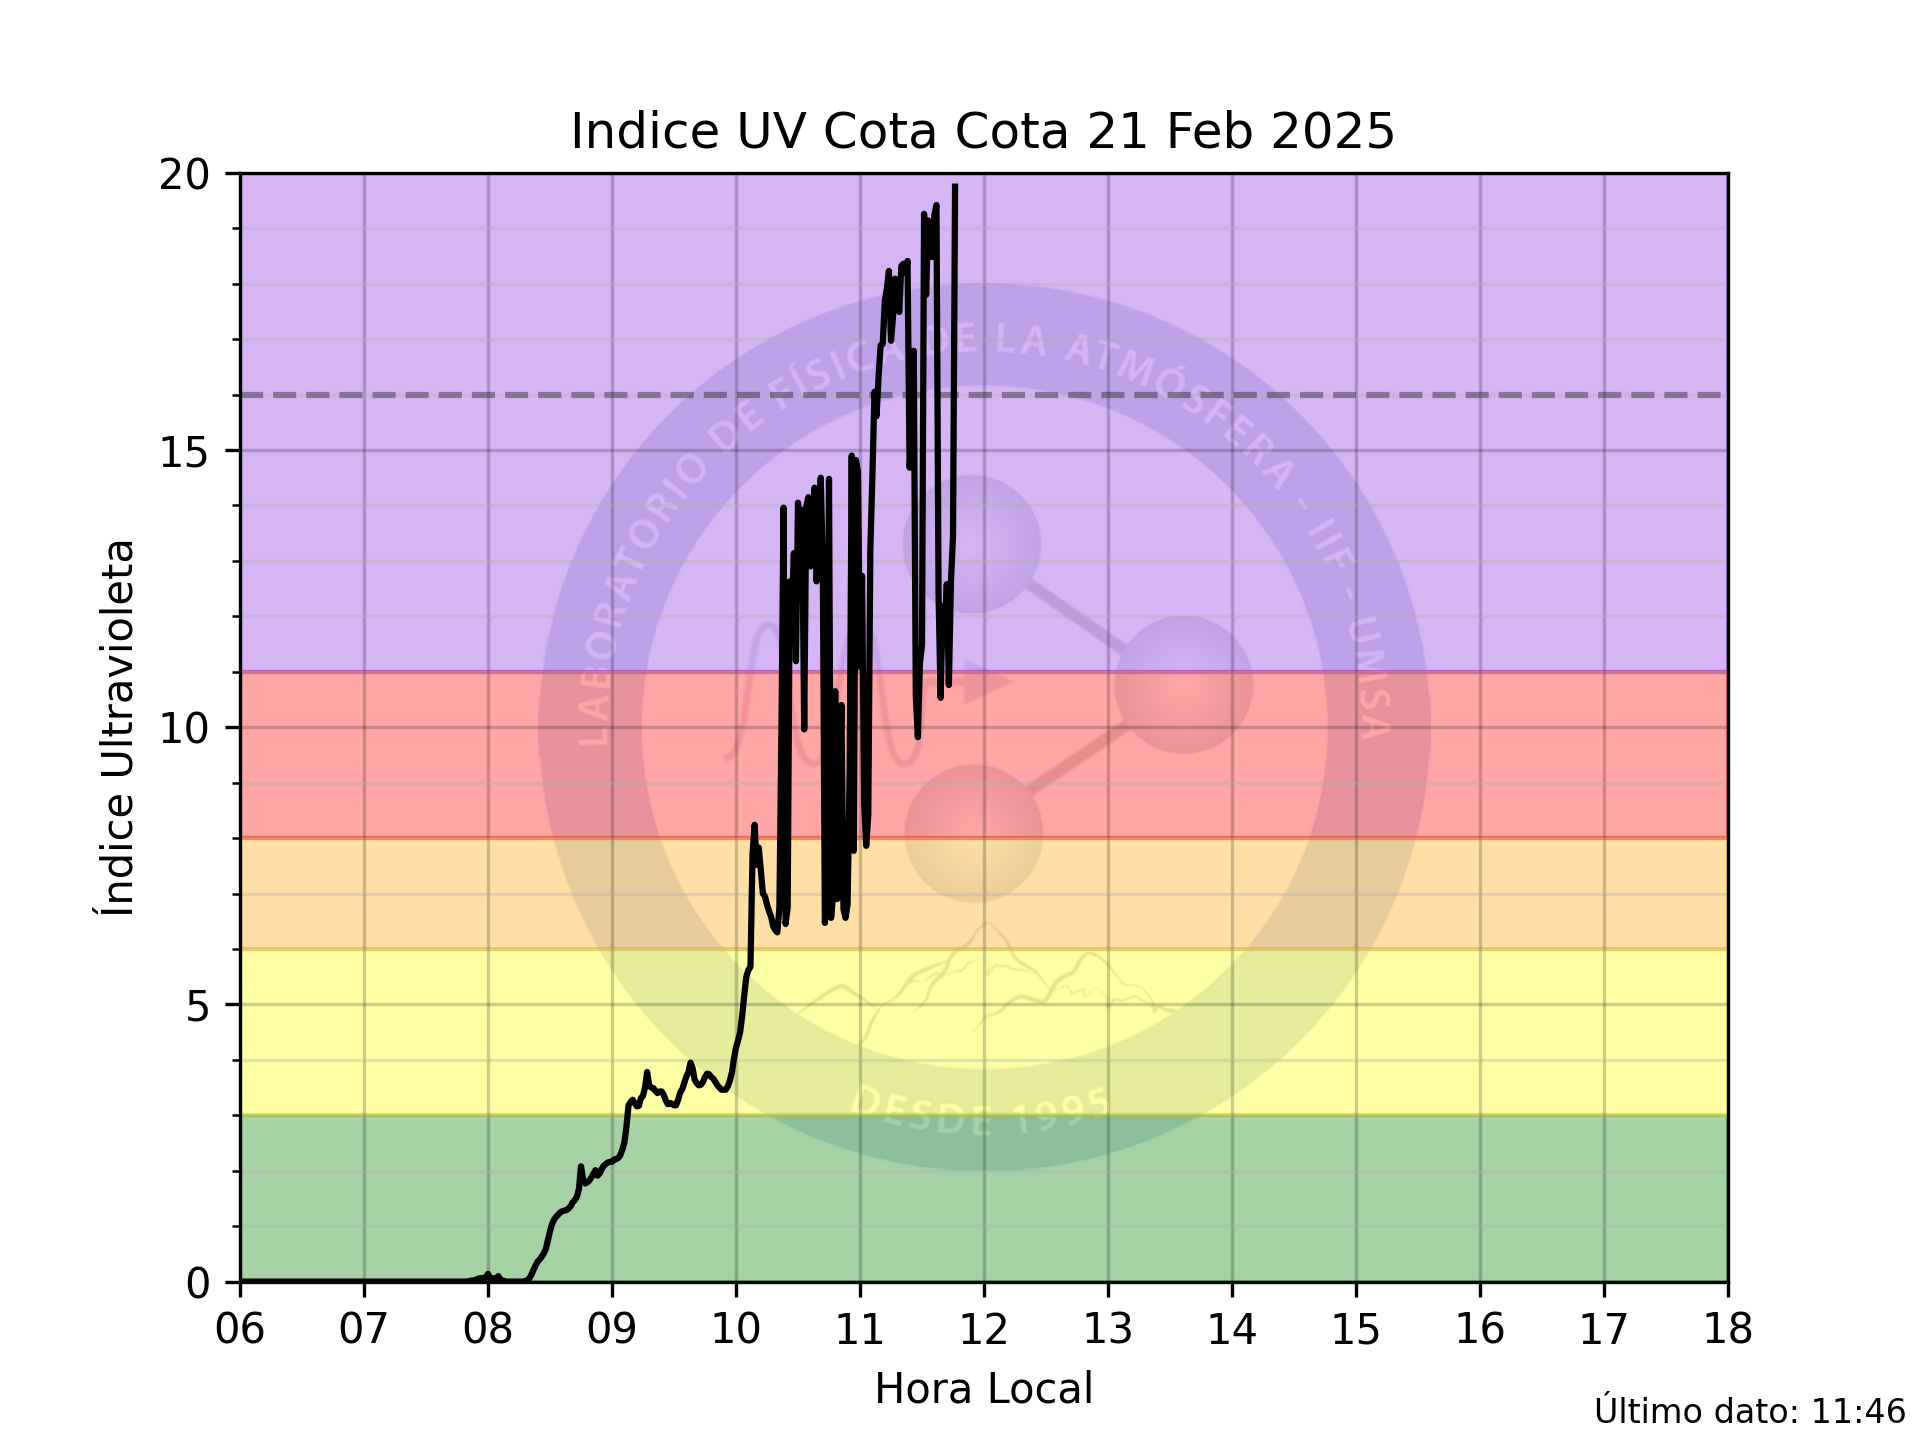 Indice UV Cota Cota 21 Feb 2025
20
15
10
5
0
Índice Ultravioleta
LABORATORIO DE FÍSICA DE LA ATMÓSFERA - IIF - UMSA
DESDE 1995
06 07 08 09 10 11 12 13 14 15 16 17 18
Hora Local
Último dato: 11:46